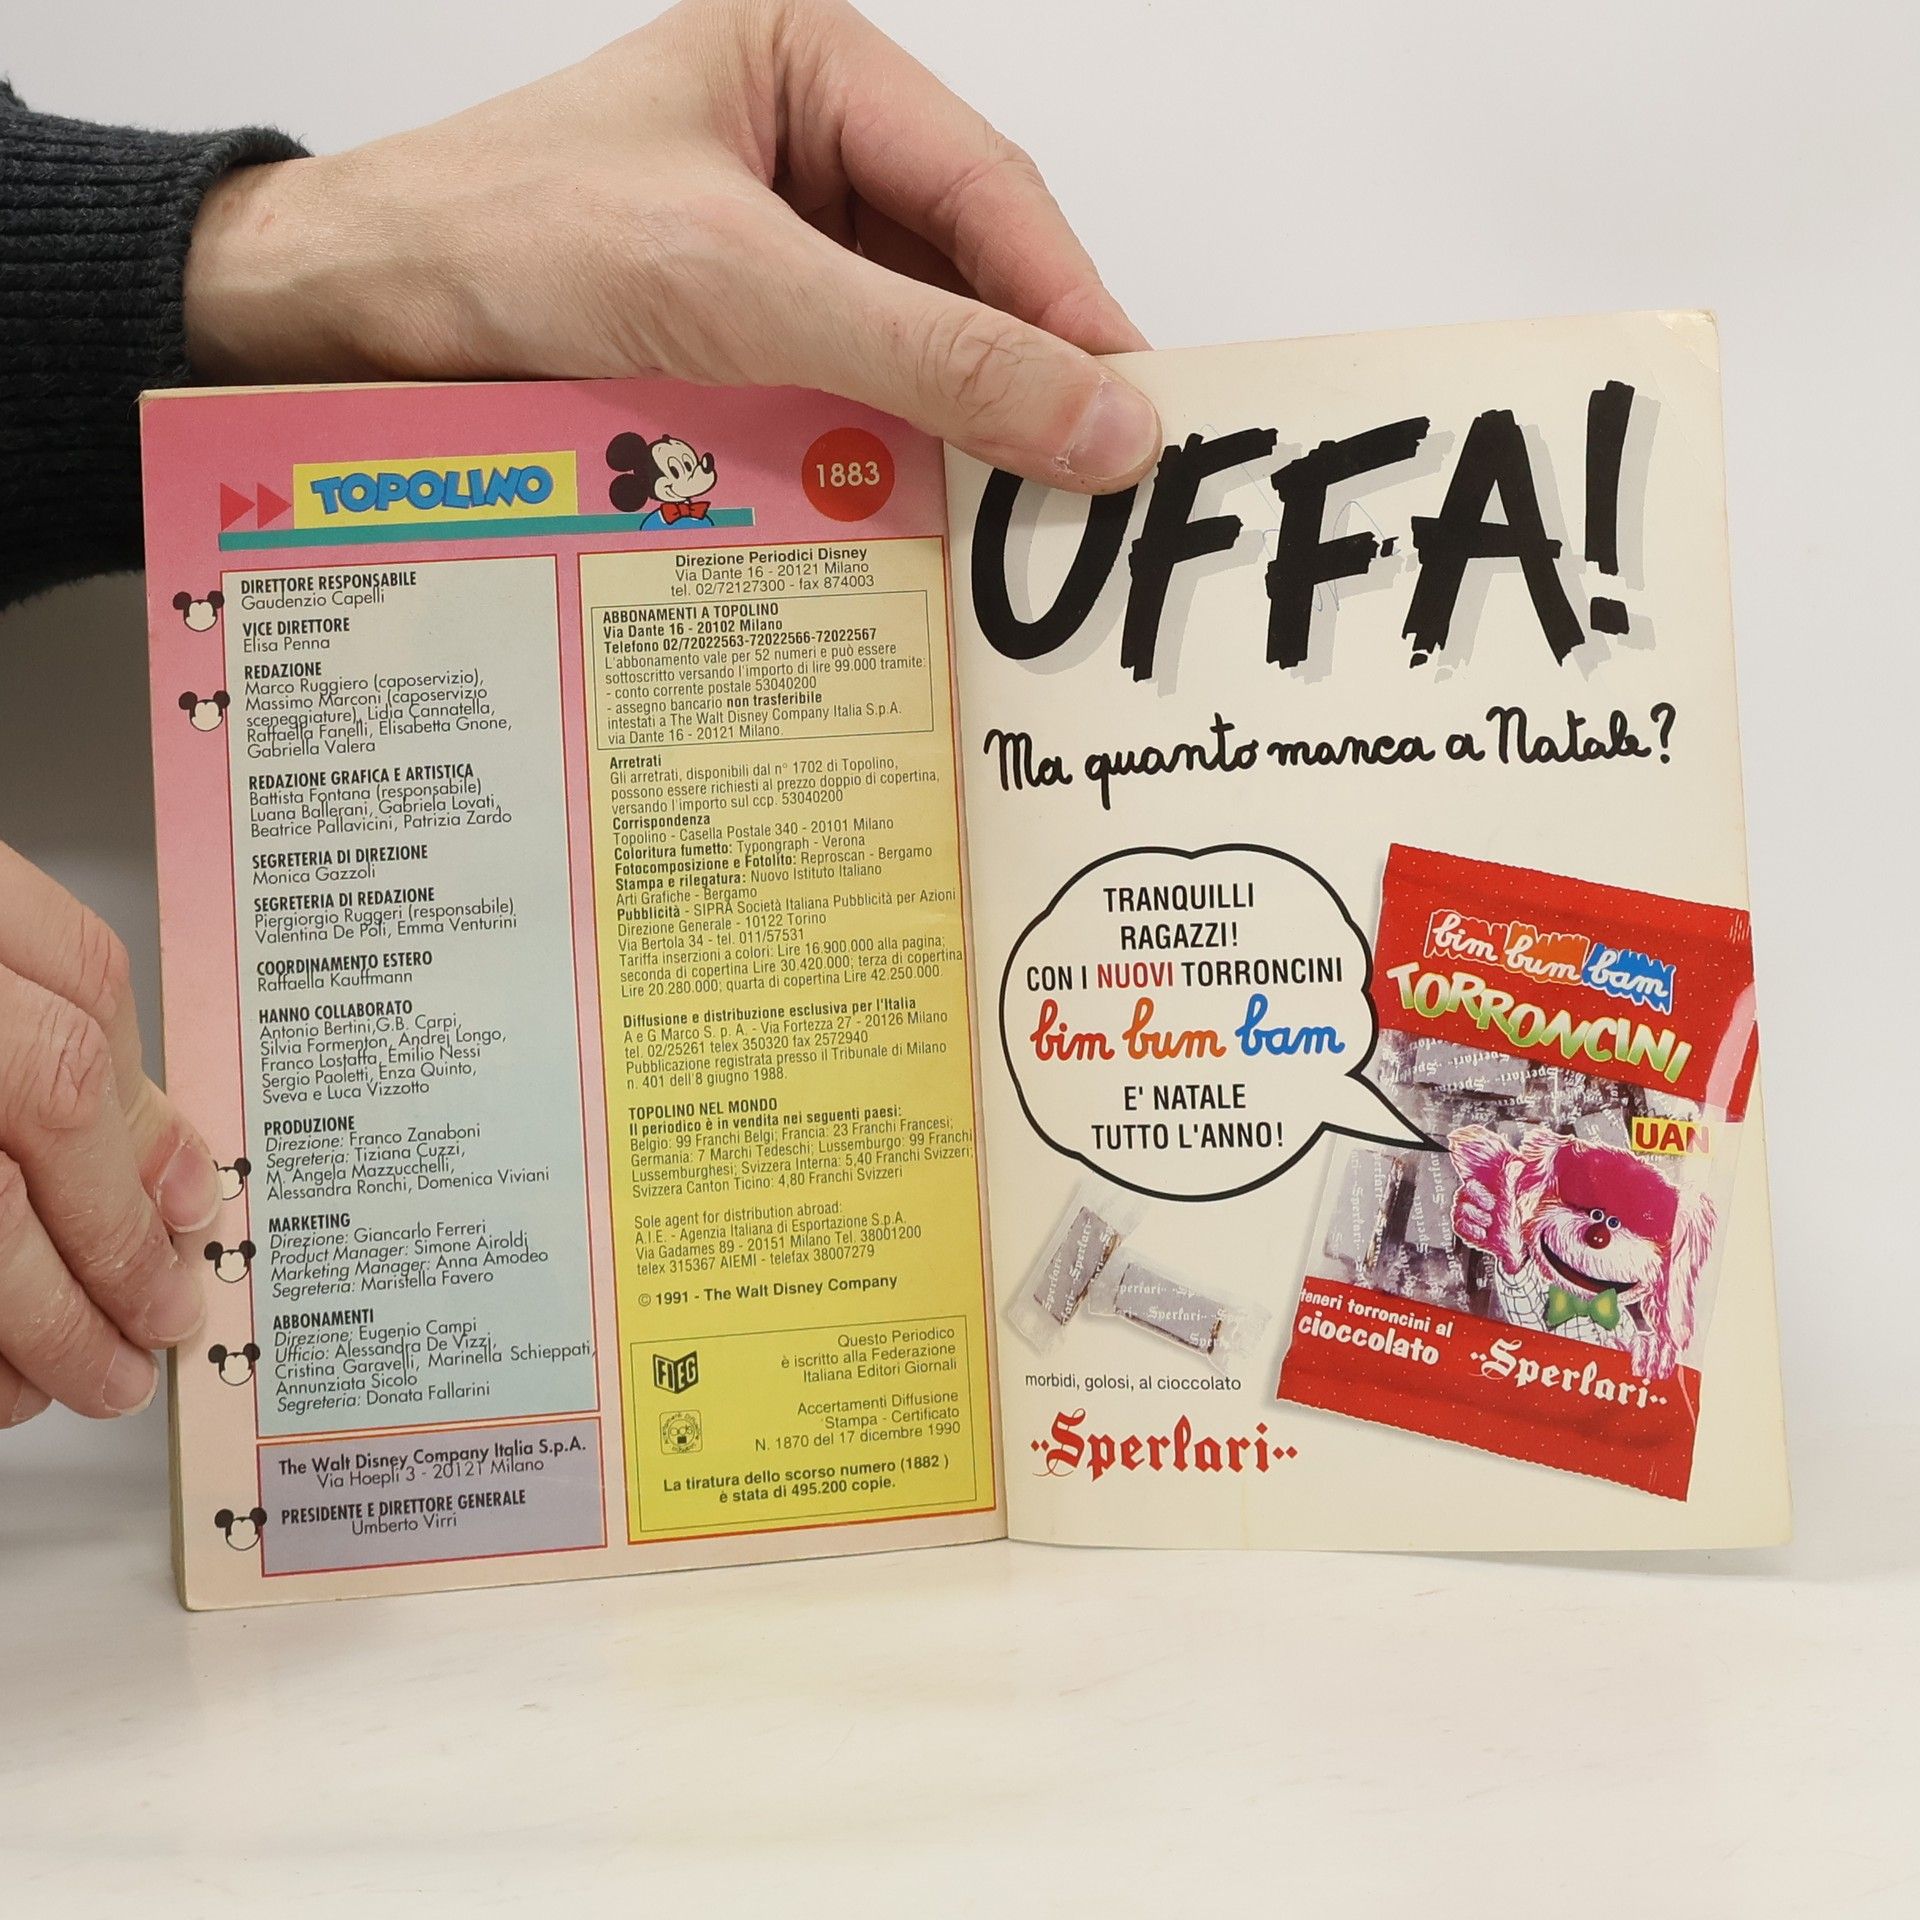 TOPOLINO
1883
DIRETTORE RESPONSABILE
Gaudenzio Capelli
VICE DIRETTORE
Elisa Penna
REDAZIONE
Marco Ruggiero (caposervizio),
Massimo Marconi (caposervizio
sceneggiature), Lidia Cannatella,
Raffaella Fanelli, Elisabetta Gnone,
Gabriella Valera
REDAZIONE GRAFICA E ARTISTICA
Battista Fontana (responsabile)
Luana Ballerani, Gabriela Lovati,
Beatrice Pallavicini, Patrizia Zardo
SEGRETERIA DI DIREZIONE
Monica Gazzoli
SEGRETERIA DI REDAZIONE
Piergiorgio Ruggeri (responsabile)
Valentina De Poli, Emma Venturini
COORDINAMENTO ESTERO
Raffaella Kauffmann
HANNO COLLABORATO
Antonio Bertini,G.B. Carpi,
Silvia Formenton, Andrej Longo,
Franco Lostaffa, Emilio Nessi
Sergio Paoletti, Enza Quinto,
Sveva e Luca Vizzotto
PRODUZIONE
Direzione: Franco Zanaboni
Segreteria: Tiziana Cuzzi,
M. Angela Mazzucchelli,
Alessandra Ronchi, Domenica Viviani
MARKETING
Direzione: Giancarlo Ferreri
Product Manager: Simone Airoldi
Marketing Manager: Anna Amodeo
Segreteria: Maristella Favero
ABBONAMENTI
Direzione: Eugenio Campi
Ufficio: Alessandra De Vizzi,
Cristina Garavelli, Marinella Schieppati,
Annunziata Sicolo
Segreteria: Donata Fallarini
The Walt Disney Company Italia S.p.A.
Via Hoepli 3 - 20121 Milano
PRESIDENTE E DIRETTORE GENERALE
Umberto Virri
Direzione Periodici Disney
Via Dante 16 - 20121 Milano
tel. 02/72127300 - fax 874003
ABBONAMENTI A TOPOLINO
Via Dante 16 - 20102 Milano
Telefono 02/72022563-72022566-72022567
L'abbonamento vale per 52 numeri e può essere
sottoscritto versando l'importo di lire 99.000 tramite:
- conto corrente postale 53040200
- assegno bancario non trasferibile
intestati a The Walt Disney Company Italia S.p.A.
via Dante 16 - 20121 Milano.
Arretrati
Gli arretrati, disponibili dal n° 1702 di Topolino,
possono essere richiesti al prezzo doppio di copertina,
versando l'importo sul ccp. 53040200
Corrispondenza
Topolino - Casella Postale 340 - 20101 Milano
Coloritura fumetto: Typongraph - Verona
Fotocomposizione e Fotolito: Reproscan - Bergamo
Stampa e rilegatura: Nuovo Istituto Italiano
Arti Grafiche - Bergamo
Pubblicità - SIPRA Società Italiana Pubblicità per Azioni
Direzione Generale - 10122 Torino
Via Bertola 34 - tel. 011/57531
Tariffa inserzioni a colori: Lire 16.900.000 alla pagina;
seconda di copertina Lire 30.420.000; terza di copertina
Lire 20.280.000; quarta di copertina Lire 42.250.000.
Diffusione e distribuzione esclusiva per l'Italia
A e G Marco S. p. A. - Via Fortezza 27 - 20126 Milano
tel. 02/25261 telex 350320 fax 2572940
Pubblicazione registrata presso il Tribunale di Milano
n. 401 dell'8 giugno 1988.
TOPOLINO NEL MONDO
Il periodico è in vendita nei seguenti paesi:
Belgio: 99 Franchi Belgi; Francia: 23 Franchi Francesi;
Germania: 7 Marchi Tedeschi; Lussemburgo: 99 Franchi
Lussemburghesi; Svizzera Interna: 5,40 Franchi Svizzeri;
Svizzera Canton Ticino: 4,80 Franchi Svizzeri
Sole agent for distribution abroad:
A.I.E. - Agenzia Italiana di Esportazione S.p.A.
Via Gadames 89 - 20151 Milano Tel. 38001200
telex 315367 AIEMI - telefax 38007279
© 1991 - The Walt Disney Company
FIEG
Questo Periodico
è iscritto alla Federazione
Italiana Editori Giornali
Accertamenti Diffusione
Stampa - Certificato
N. 1870 del 17 dicembre 1990
La tiratura dello scorso numero (1882 )
è stata di 495.200 copie.
OFFA!
Ma quanto manca a Natale?
TRANQUILLI
RAGAZZI!
CON I NUOVI TORRONCINI
bim bum bam
E' NATALE
TUTTO L'ANNO!
bim bum bam
TORRONCINI
UAN
teneri torroncini al
cioccolato
Sperlari
morbidi, golosi, al cioccolato
Sperlari